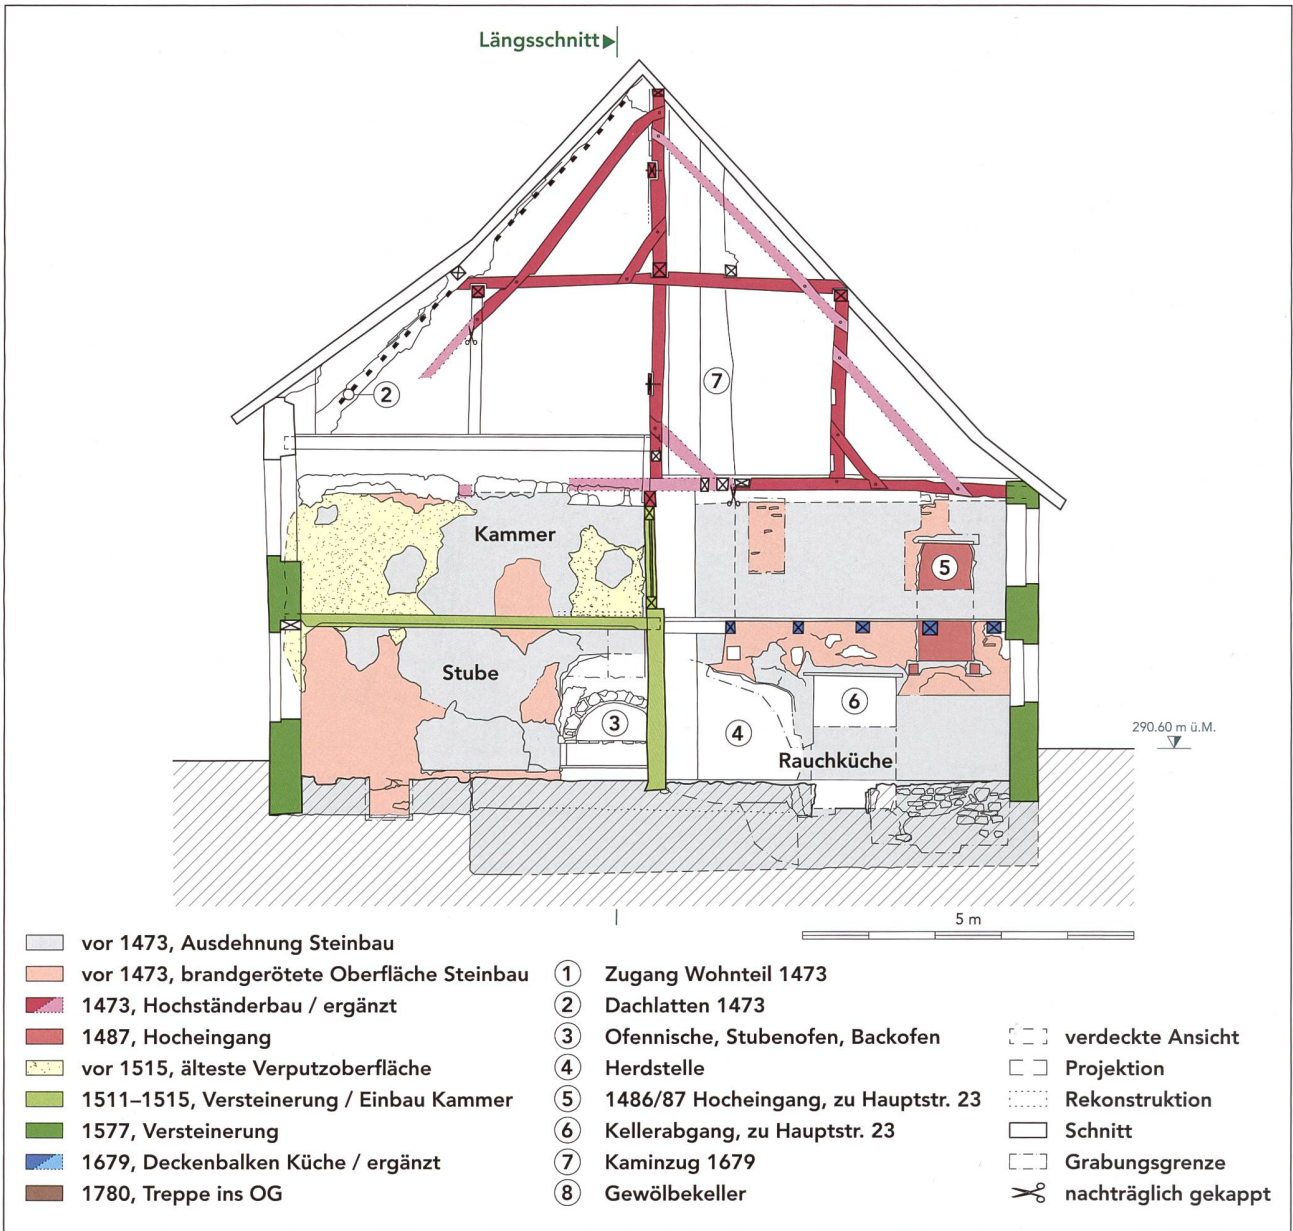 Längsschnitt
2
7
Kammer
5
Stube
3
4
6
Rauchküche
290.60 m ü.M.
5 m
vor 1473, Ausdehnung Steinbau
vor 1473, brandgerötete Oberfläche Steinbau
1473, Hochständerbau / ergänzt
1487, Hocheingang
vor 1515, älteste Verputzoberfläche
1511–1515, Versteinerung / Einbau Kammer
1577, Versteinerung
1679, Deckenbalken Küche / ergänzt
1780, Treppe ins OG
1 Zugang Wohnteil 1473
2 Dachlatten 1473
3 Ofennische, Stubenofen, Backofen
4 Herdstelle
5 1486/87 Hocheingang, zu Hauptstr. 23
6 Kellerabgang, zu Hauptstr. 23
7 Kaminzug 1679
8 Gewölbekeller
verdeckte Ansicht
Projektion
Rekonstruktion
Schnitt
Grabungsgrenze
nachträglich gekappt